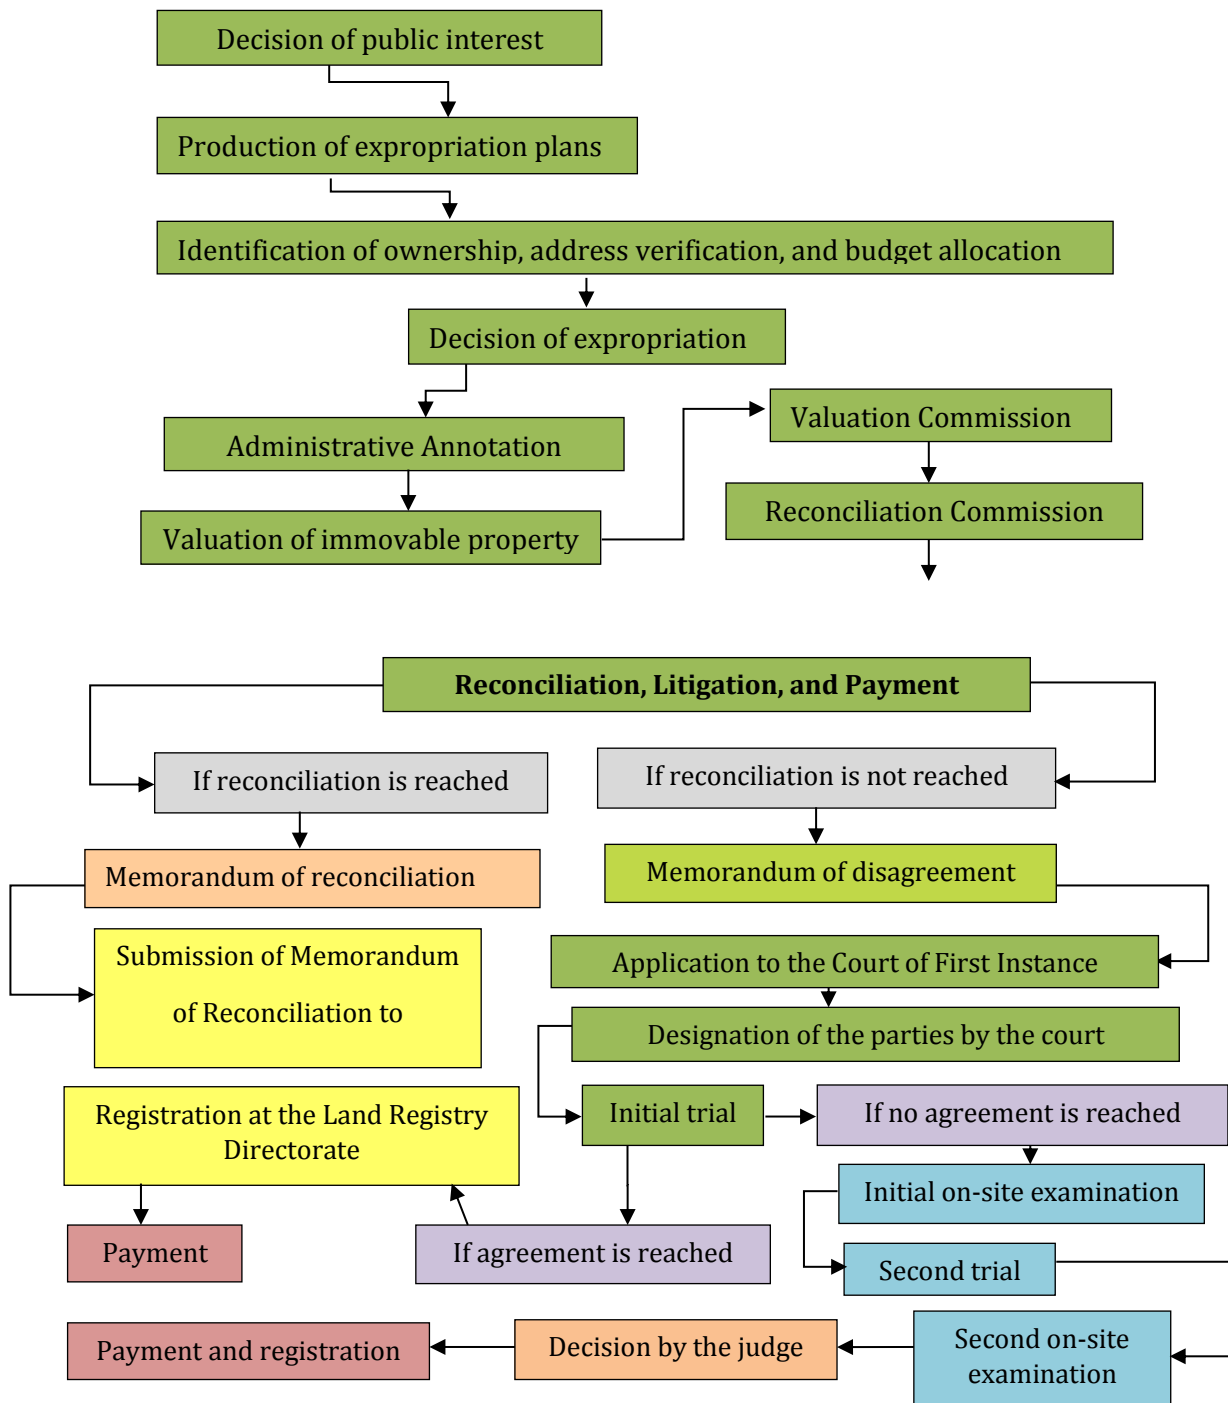 Decision of public interest
Production of expropriation plans
Identification of ownership, address verification, and budget allocation
Decision of expropriation
Administrative Annotation
Valuation of immovable property
Valuation Commission
Reconciliation Commission
Reconciliation, Litigation, and Payment
If reconciliation is reached
If reconciliation is not reached
Memorandum of reconciliation
Memorandum of disagreement
Submission of Memorandum
of Reconciliation to
Application to the Court of First Instance
Designation of the parties by the court
Registration at the Land Registry
Directorate
Initial trial
If no agreement is reached
Initial on-site examination
Payment
If agreement is reached
Second trial
Payment and registration
Decision by the judge
Second on-site
examination